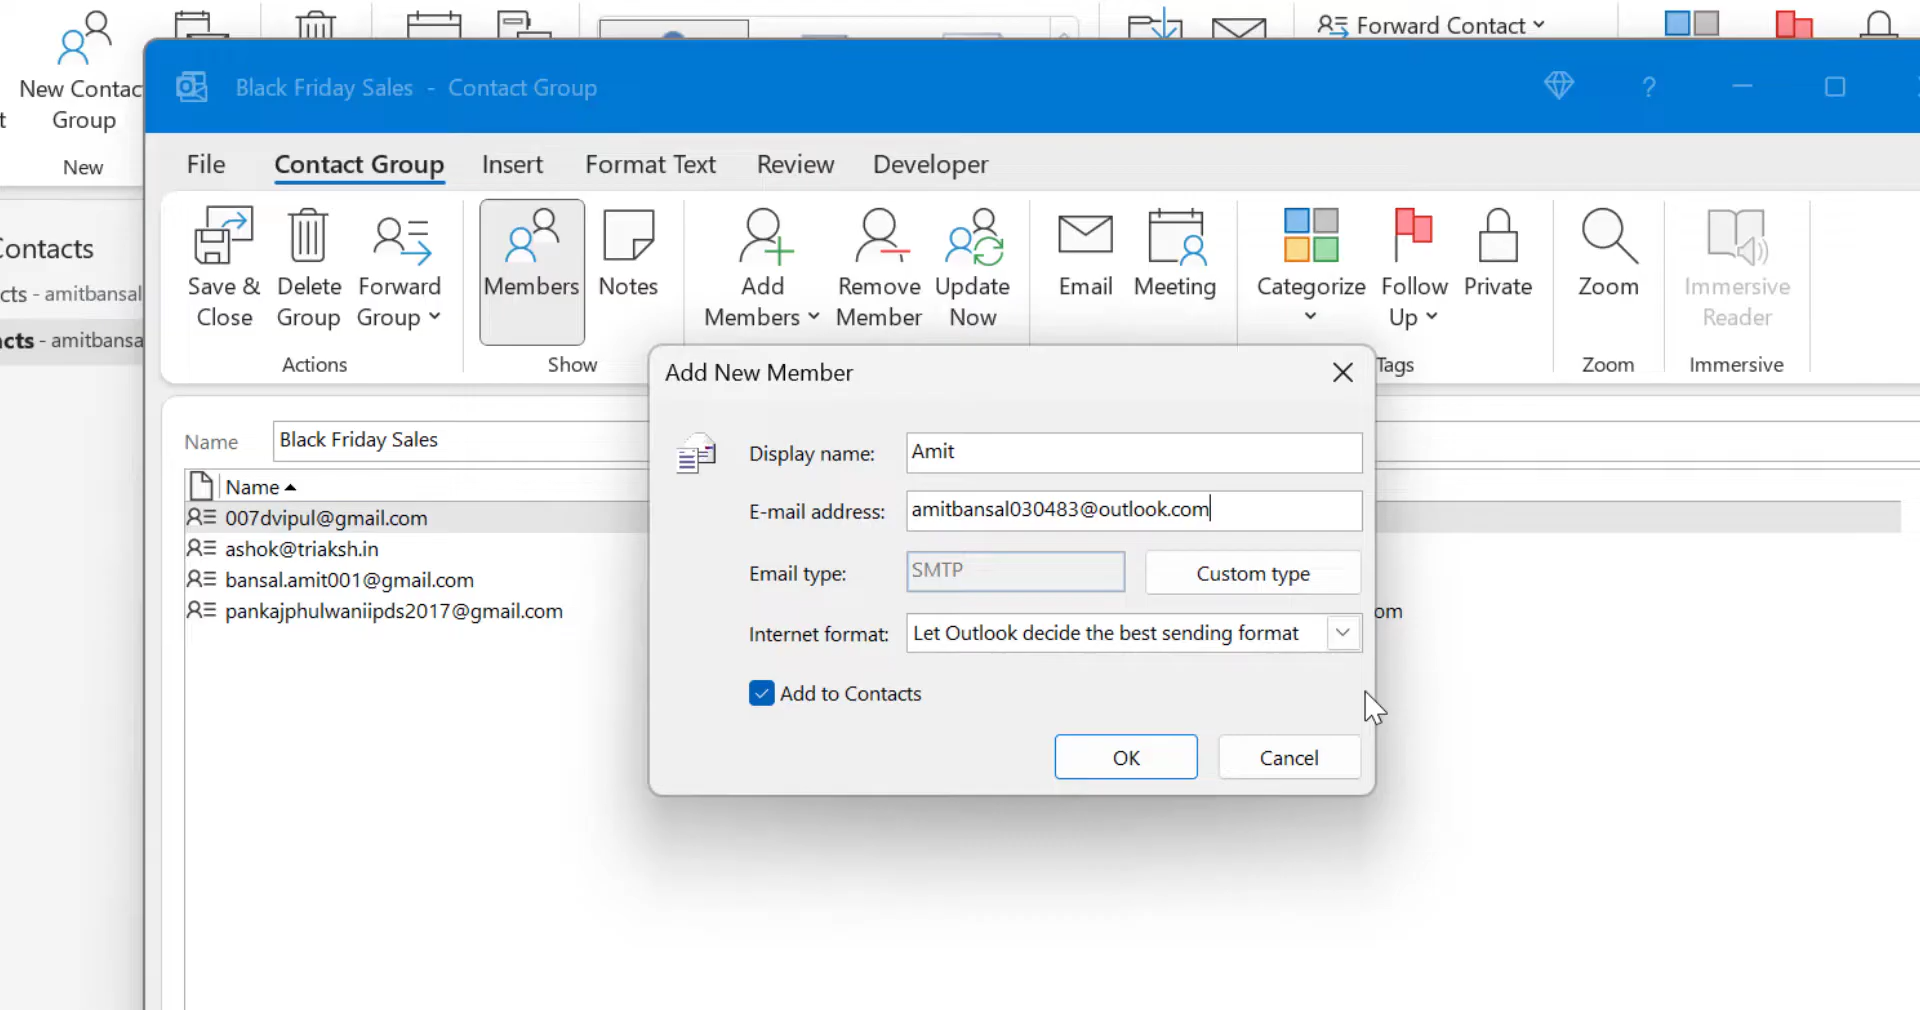 Forward Contact
New Contac
t Group
New
Black Friday Sales - Contact Group
?
File Contact Group Insert Format Text Review Developer
Save & Close
Delete Group
Forward Group
Members
Notes
Add Members
Remove Member
Update Now
Email
Meeting
Categorize
Follow Up
Private
Zoom
Immersive Reader
Actions
Show
Tags
Zoom
Immersive
Contacts
cts - amitbansal
acts - amitbansa
Add New Member
Name Black Friday Sales
Name
007dvipul@gmail.com
ashok@triaksh.in
bansal.amit001@gmail.com
pankajphulwaniipds2017@gmail.com
om
Display name: Amit
E-mail address: amitbansal030483@outlook.com
Email type: SMTP Custom type
Internet format: Let Outlook decide the best sending format
Add to Contacts
OK Cancel